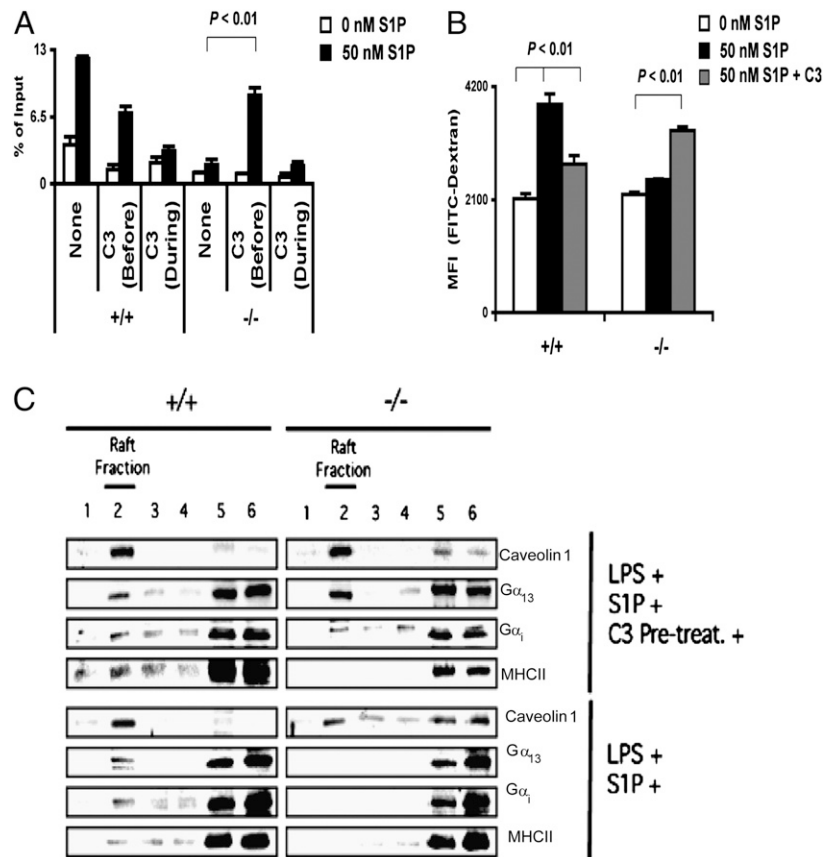 A
P < 0.01
0 nM S1P
50 nM S1P
13
6.5
0
% of Input
None
C3 (Before)
C3 (During)
None
C3 (Before)
C3 (During)
+/+
-/-
B
0 nM S1P
50 nM S1P
50 nM S1P + C3
P < 0.01
P < 0.01
4200
2100
0
MFI (FITC-Dextran)
+/+
-/-
C
+/+
-/-
Raft
Fraction
Raft
Fraction
1 2 3 4 5 6
1 2 3 4 5 6
Caveolin 1
Gα13
Gαi
MHCII
LPS +
S1P +
C3 Pre-treat. +
Caveolin 1
Gα13
Gαi
MHCII
LPS +
S1P +